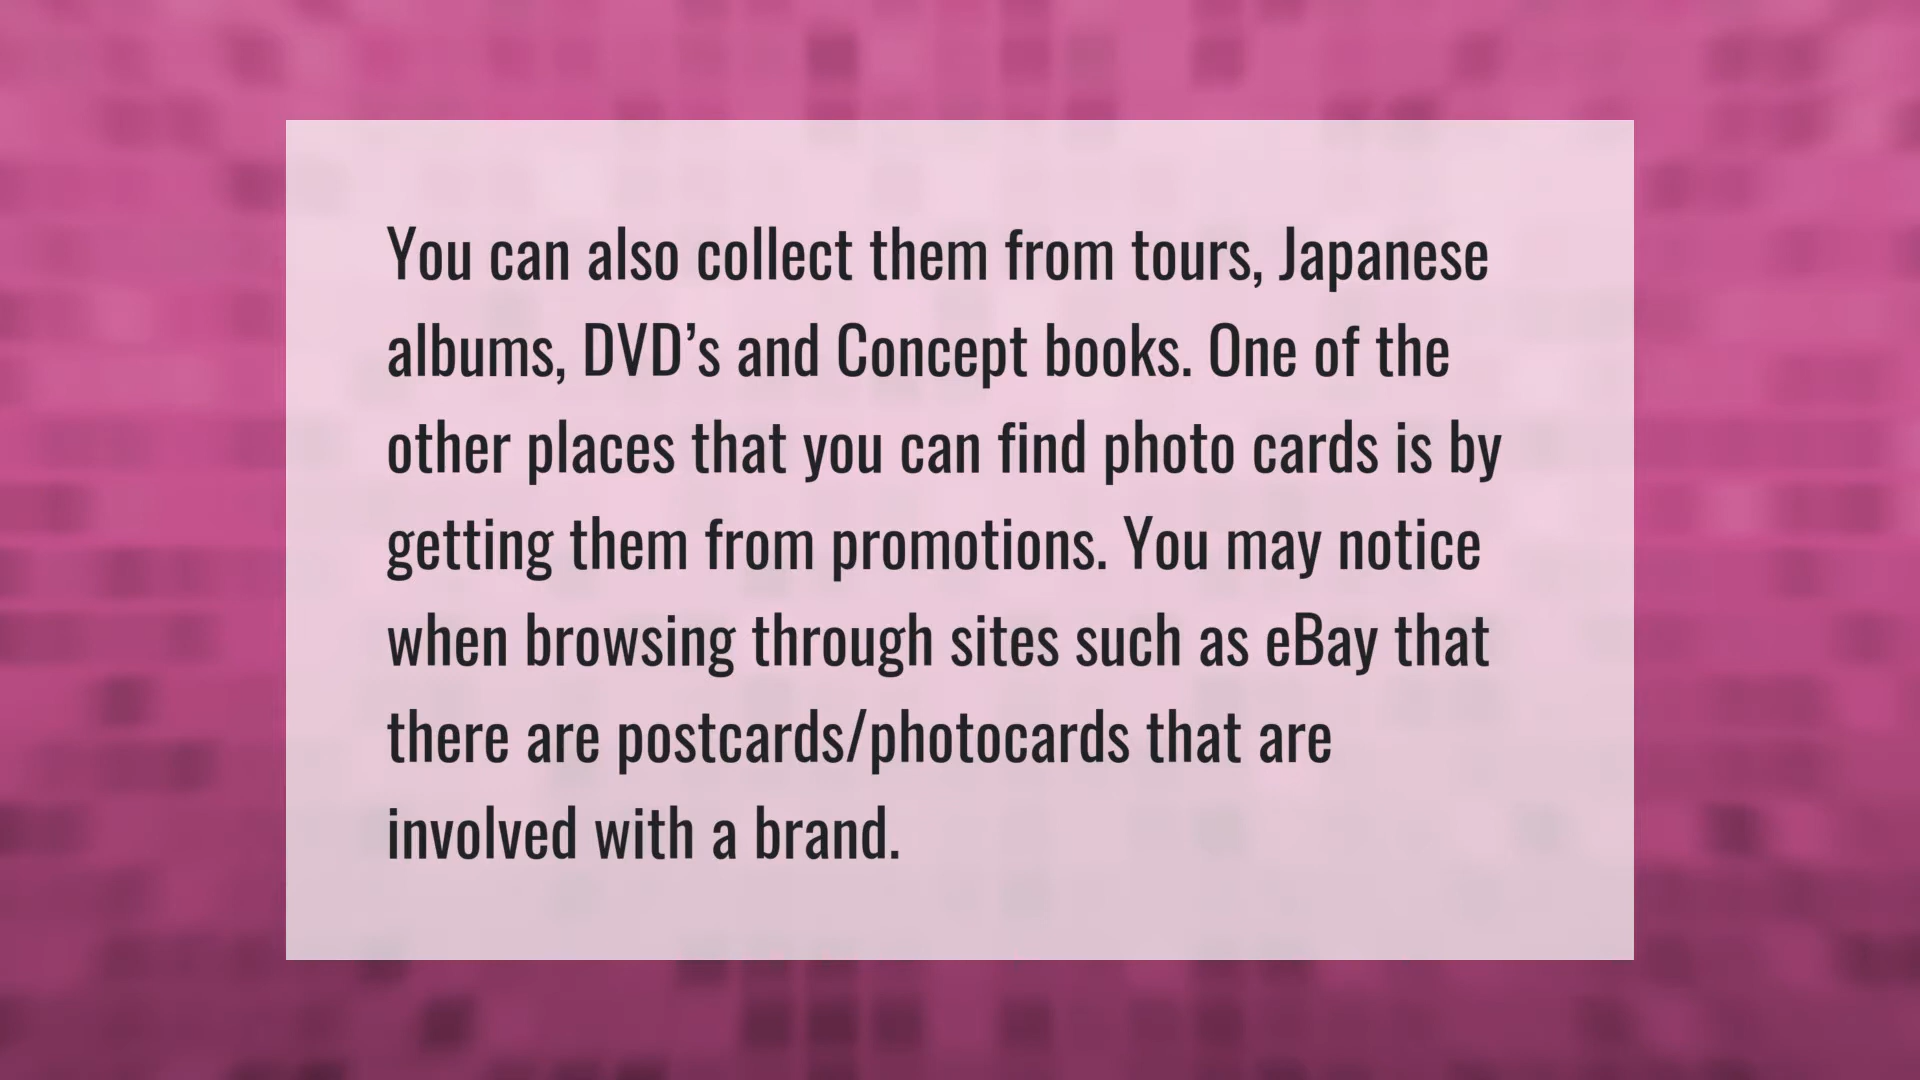 You can also collect them from tours, Japanese
albums, DVD’s and Concept books. One of the
other places that you can find photo cards is by
getting them from promotions. You may notice
when browsing through sites such as eBay that
there are postcards/photocards that are
involved with a brand.